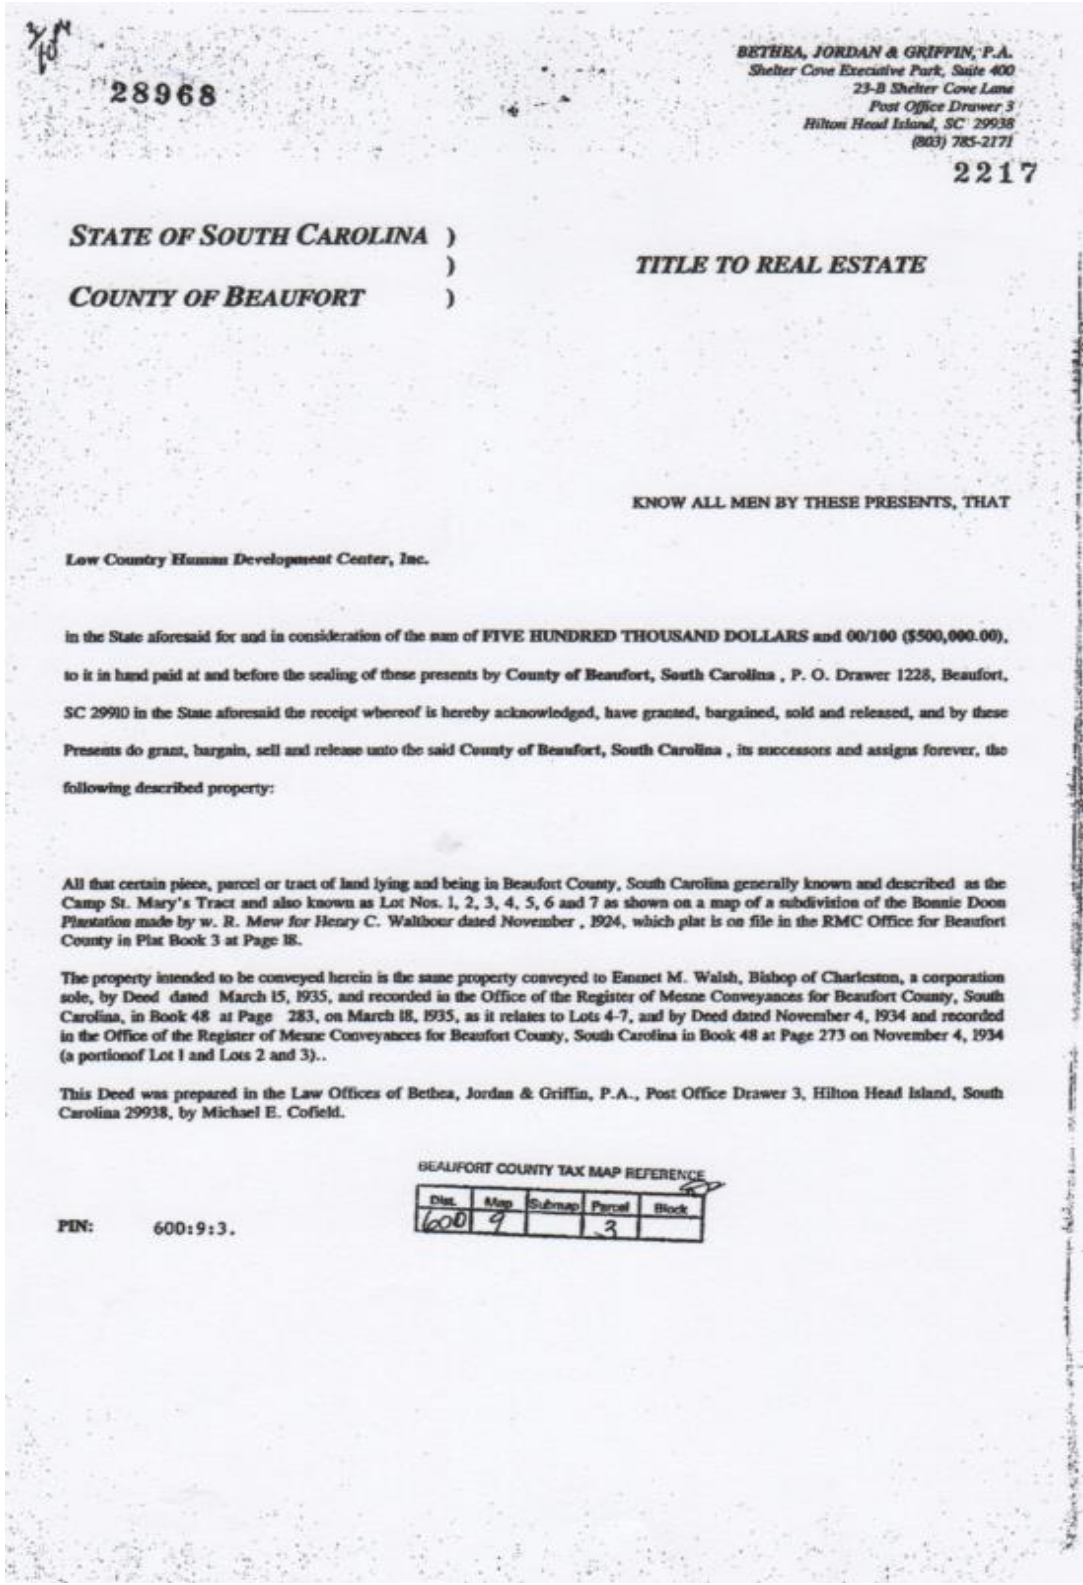 28968
BETHEA, JORDAN & GRIFFIN, P.A.
Shelter Cove Executive Park, Suite 400
23-B Shelter Cove Lane
Post Office Drawer 3
Hilton Head Island, SC 29938
(803) 785-2171
2217
STATE OF SOUTH CAROLINA )
)
COUNTY OF BEAUFORT )
TITLE TO REAL ESTATE
KNOW ALL MEN BY THESE PRESENTS, THAT
Low Country Human Development Center, Inc.
in the State aforesaid for and in consideration of the sum of FIVE HUNDRED THOUSAND DOLLARS and 00/100 ($500,000.00),
to it in hand paid at and before the sealing of these presents by County of Beaufort, South Carolina , P. O. Drawer 1228, Beaufort,
SC 29910 in the State aforesaid the receipt whereof is hereby acknowledged, have granted, bargained, sold and released, and by these
Presents do grant, bargain, sell and release unto the said County of Beaufort, South Carolina , its successors and assigns forever, the
following described property:
All that certain piece, parcel or tract of land lying and being in Beaufort County, South Carolina generally known and described as the
Camp St. Mary's Tract and also known as Lot Nos. 1, 2, 3, 4, 5, 6 and 7 as shown on a map of a subdivision of the Bonnie Doon
Plantation made by w. R. Mew for Henry C. Walthour dated November , 1924, which plat is on file in the RMC Office for Beaufort
County in Plat Book 3 at Page 18.
The property intended to be conveyed herein is the same property conveyed to Emmet M. Walsh, Bishop of Charleston, a corporation
sole, by Deed dated March 15, 1935, and recorded in the Office of the Register of Mesne Conveyances for Beaufort County, South
Carolina, in Book 48 at Page 283, on March 18, 1935, as it relates to Lots 4-7, and by Deed dated November 4, 1934 and recorded
in the Office of the Register of Mesne Conveyances for Beaufort County, South Carolina in Book 48 at Page 273 on November 4, 1934
(a portionof Lot 1 and Lots 2 and 3)..
This Deed was prepared in the Law Offices of Bethea, Jordan & Griffin, P.A., Post Office Drawer 3, Hilton Head Island, South
Carolina 29938, by Michael E. Cofield.
BEAUFORT COUNTY TAX MAP REFERENCE
Dist. Map Submap Parcel Block
600 9 3
PIN: 600:9:3.